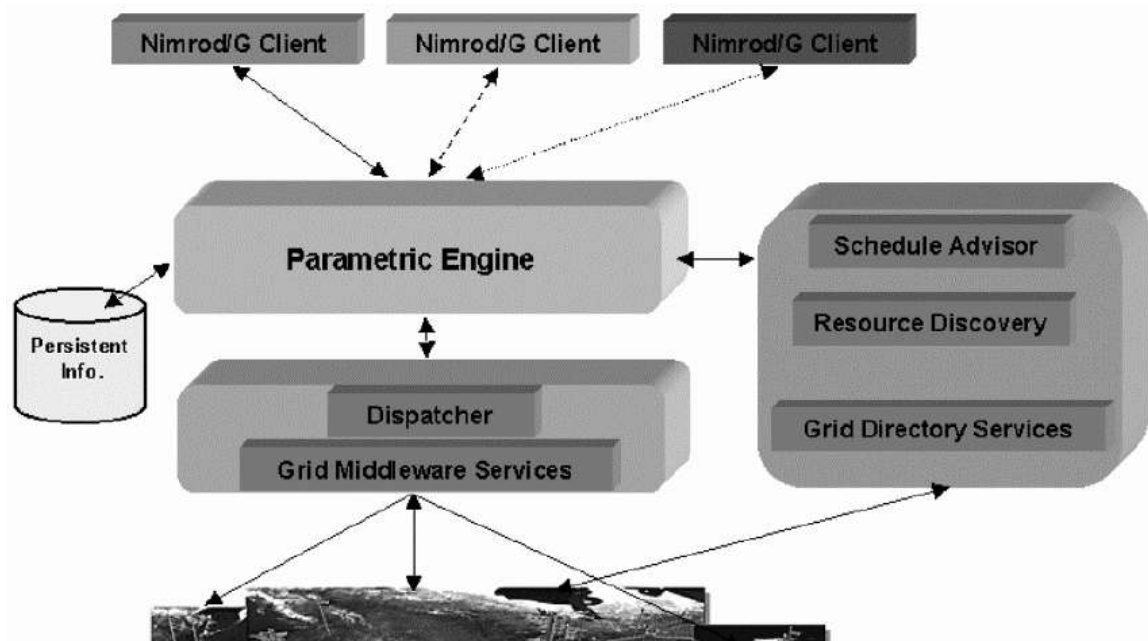 Nimrod/G Client
Nimrod/G Client
Nimrod/G Client
Parametric Engine
Schedule Advisor
Resource Discovery
Persistent
Info.
Dispatcher
Grid Directory Services
Grid Middleware Services